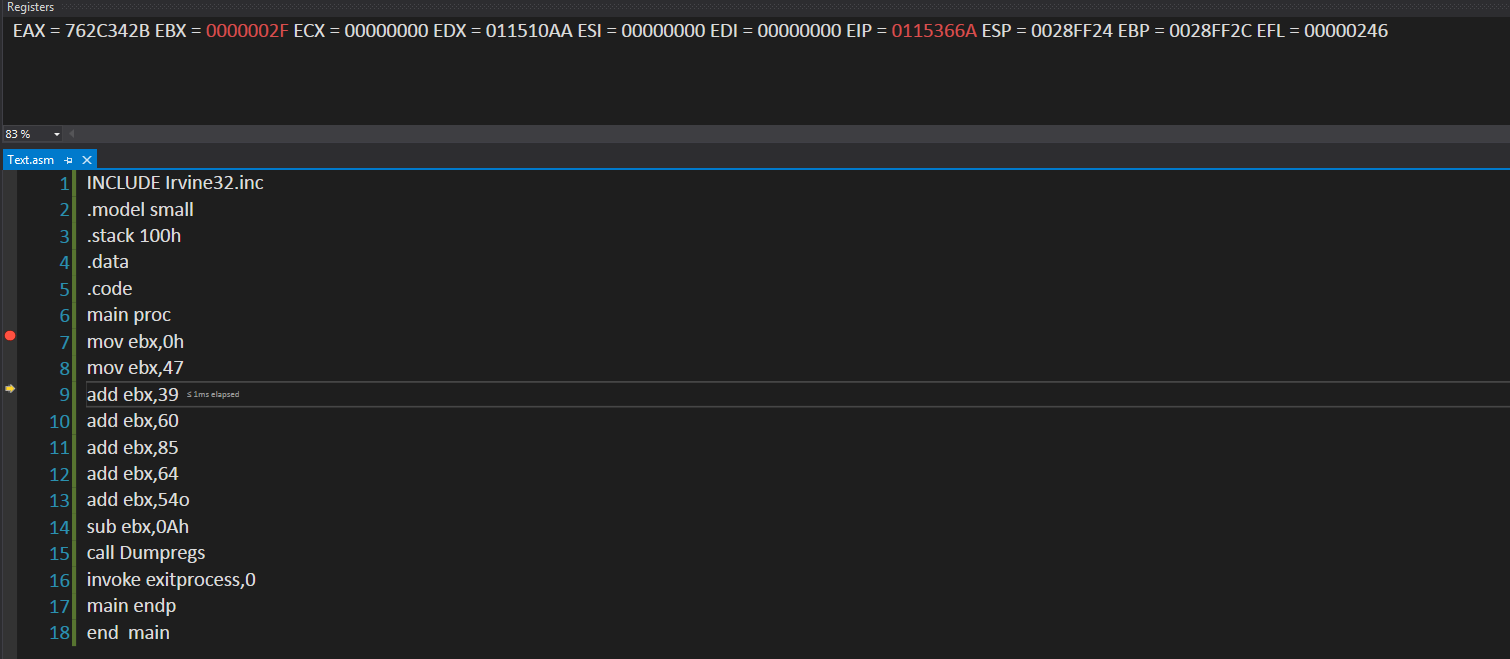 Registers
EAX = 762C342B EBX = 0000002F ECX = 00000000 EDX = 011510AA ESI = 00000000 EDI = 00000000 EIP = 0115366A ESP = 0028FF24 EBP = 0028FF2C EFL = 00000246
83 %
Text.asm
1 INCLUDE Irvine32.inc
2 .model small
3 .stack 100h
4 .data
5 .code
6 main proc
7 mov ebx,0h
8 mov ebx,47
9 add ebx,39 ≤ 1ms elapsed
10 add ebx,60
11 add ebx,85
12 add ebx,64
13 add ebx,54o
14 sub ebx,0Ah
15 call Dumpregs
16 invoke exitprocess,0
17 main endp
18 end  main